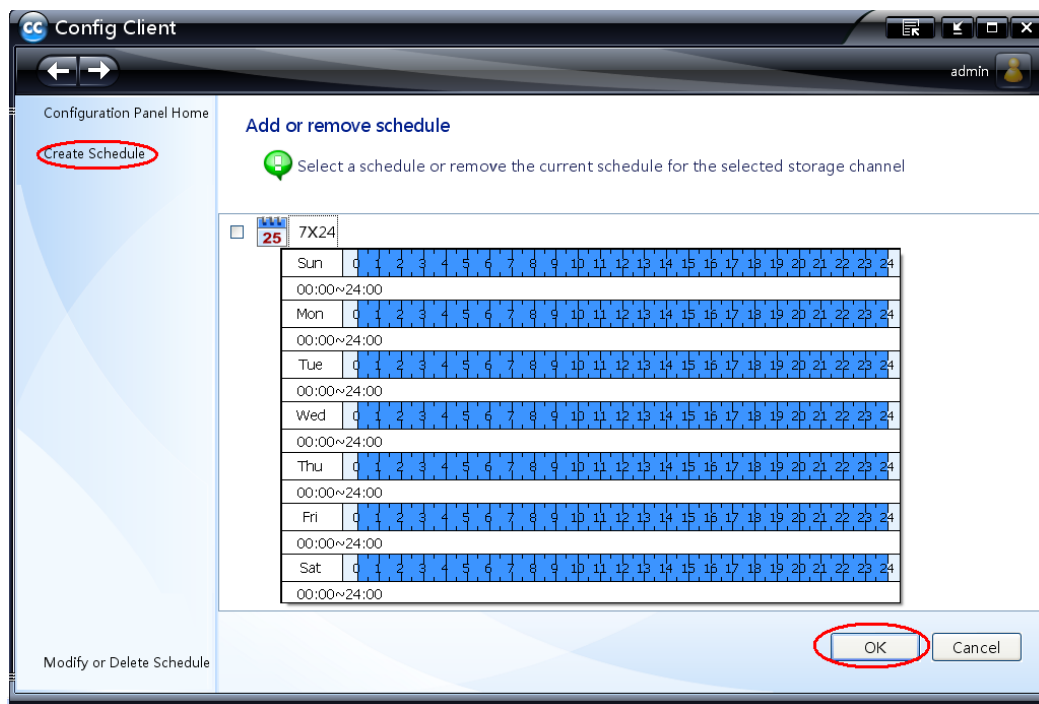 CC Config Client
admin
Configuration Panel Home
Create Schedule
Add or remove schedule
Select a schedule or remove the current schedule for the selected storage channel
25 7X24
Sun 0 1 2 3 4 5 6 7 8 9 10 11 12 13 14 15 16 17 18 19 20 21 22 23 24
00:00~24:00
Mon 0 1 2 3 4 5 6 7 8 9 10 11 12 13 14 15 16 17 18 19 20 21 22 23 24
00:00~24:00
Tue 0 1 2 3 4 5 6 7 8 9 10 11 12 13 14 15 16 17 18 19 20 21 22 23 24
00:00~24:00
Wed 0 1 2 3 4 5 6 7 8 9 10 11 12 13 14 15 16 17 18 19 20 21 22 23 24
00:00~24:00
Thu 0 1 2 3 4 5 6 7 8 9 10 11 12 13 14 15 16 17 18 19 20 21 22 23 24
00:00~24:00
Fri 0 1 2 3 4 5 6 7 8 9 10 11 12 13 14 15 16 17 18 19 20 21 22 23 24
00:00~24:00
Sat 0 1 2 3 4 5 6 7 8 9 10 11 12 13 14 15 16 17 18 19 20 21 22 23 24
00:00~24:00
OK Cancel
Modify or Delete Schedule